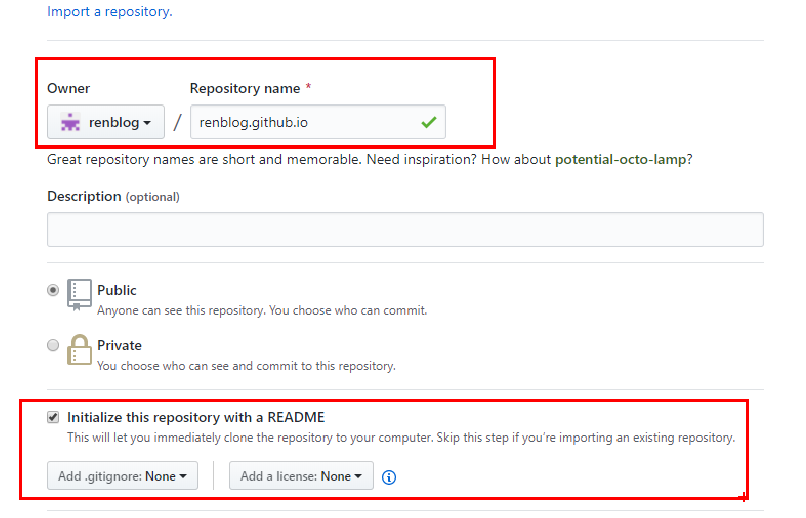 Import a repository.
Owner Repository name *
renblog / renblog.github.io
Great repository names are short and memorable. Need inspiration? How about potential-octo-lamp?
Description (optional)
Public
Anyone can see this repository. You choose who can commit.
Private
You choose who can see and commit to this repository.
Initialize this repository with a README
This will let you immediately clone the repository to your computer. Skip this step if you're importing an existing repository.
Add .gitignore: None Add a license: None